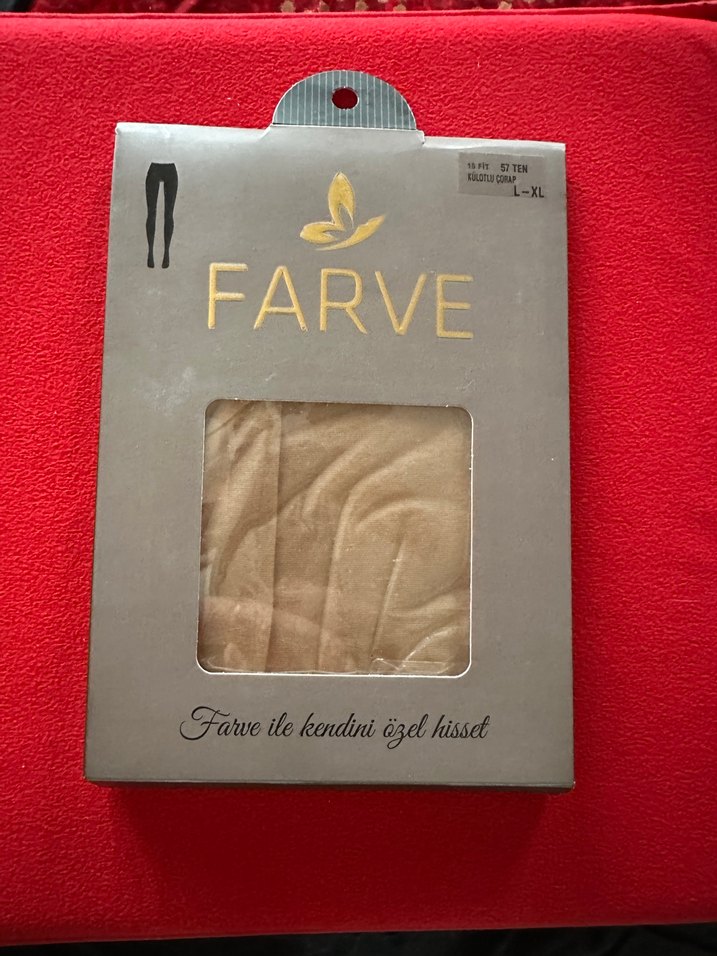 15 FİT 57 TEN
KÜLOTLU ÇORAP
L-XL
FARVE
Farve ile kendini özel hisset